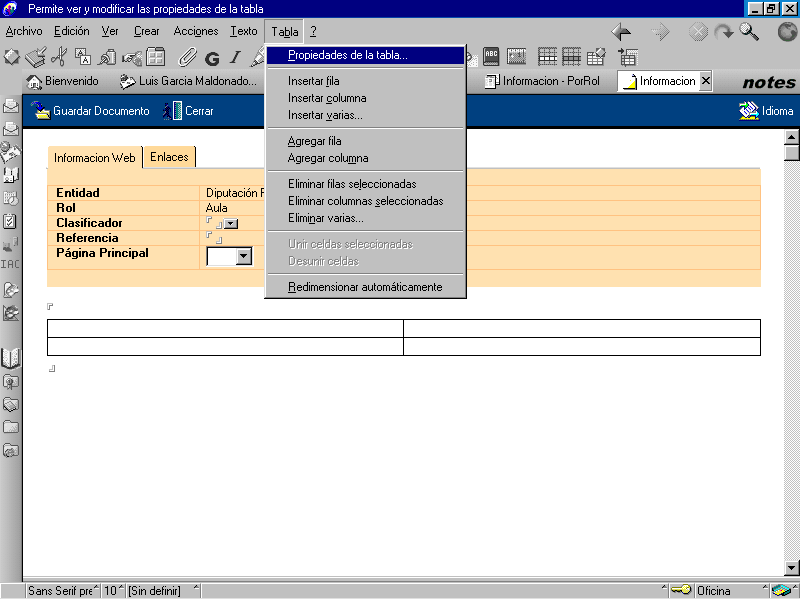 Permite ver y modificar las propiedades de la tabla
Archivo Edición Ver Crear Acciones Texto Tabla ?
Propiedades de la tabla...
Insertar fila
Insertar columna
Insertar varias...
Agregar fila
Agregar columna
Eliminar filas seleccionadas
Eliminar columnas seleccionadas
Eliminar varias...
Unir celdas seleccionadas
Desunir celdas
Redimensionar automáticamente
G I ABC
Bienvenido Luis Garcia Maldonado... Informacion - PorRol Informacion notes
Guardar Documento Cerrar Idioma
Informacion Web Enlaces
Entidad Diputación
Rol Aula
Clasificador
Referencia
Página Principal
IAC
Sans Serif pre 10 [Sin definir] Oficina